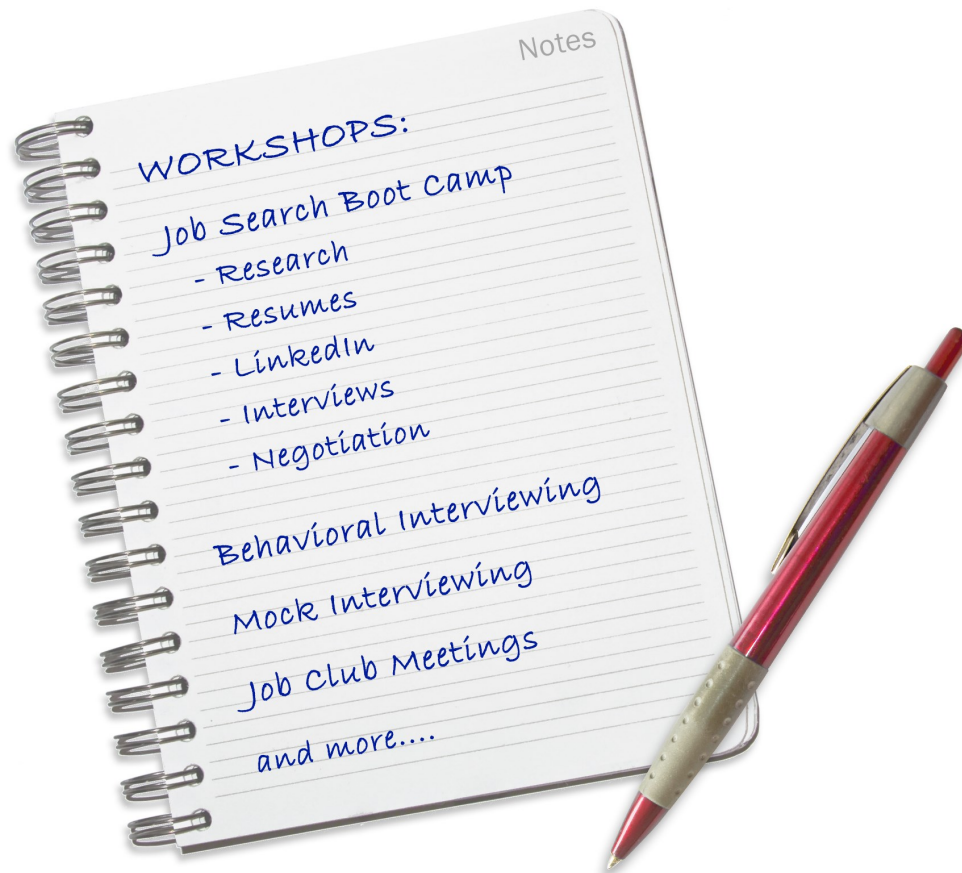 Notes
WORKSHOPS:
Job Search Boot Camp
- Research
- Resumes
- LinkedIn
- Interviews
- Negotiation
Behavioral Interviewing
Mock Interviewing
Job Club Meetings
and more....